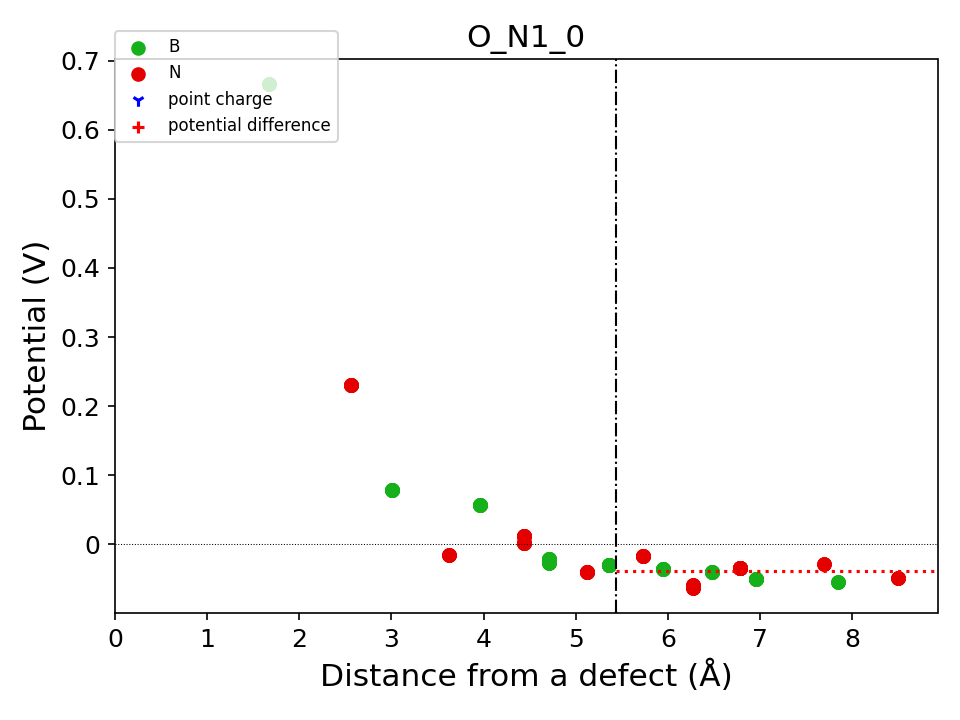 O_N1_0
B
N
point charge
potential difference
0.7
0.6
0.5
0.4
0.3
0.2
0.1
0
Potential (V)
0 1 2 3 4 5 6 7 8
Distance from a defect (Å)